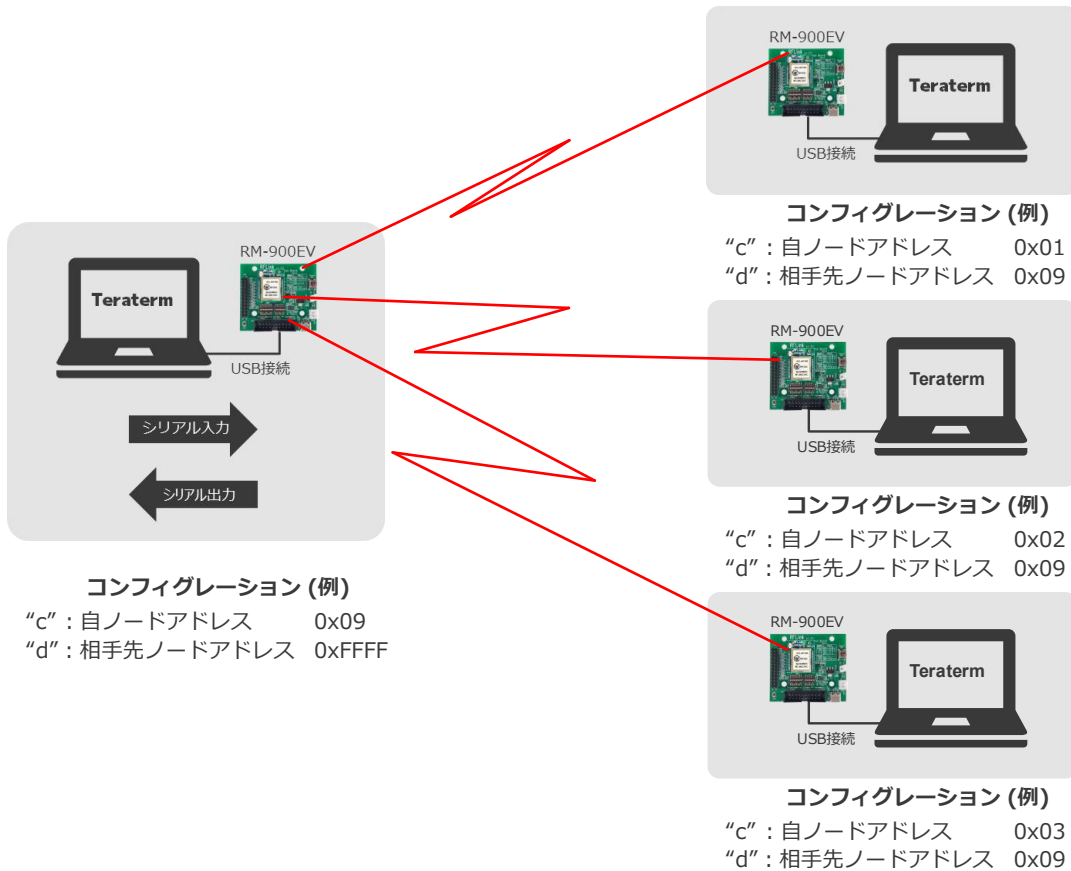 RM-900EV
Teraterm
USB接続
シリアル入力
シリアル出力
コンフィグレーション (例)
“c”：自ノードアドレス 0x09
“d”：相手先ノードアドレス 0xFFFF
RM-900EV
Teraterm
USB接続
コンフィグレーション (例)
“c”：自ノードアドレス 0x01
“d”：相手先ノードアドレス 0x09
RM-900EV
Teraterm
USB接続
コンフィグレーション (例)
“c”：自ノードアドレス 0x02
“d”：相手先ノードアドレス 0x09
RM-900EV
Teraterm
USB接続
コンフィグレーション (例)
“c”：自ノードアドレス 0x03
“d”：相手先ノードアドレス 0x09